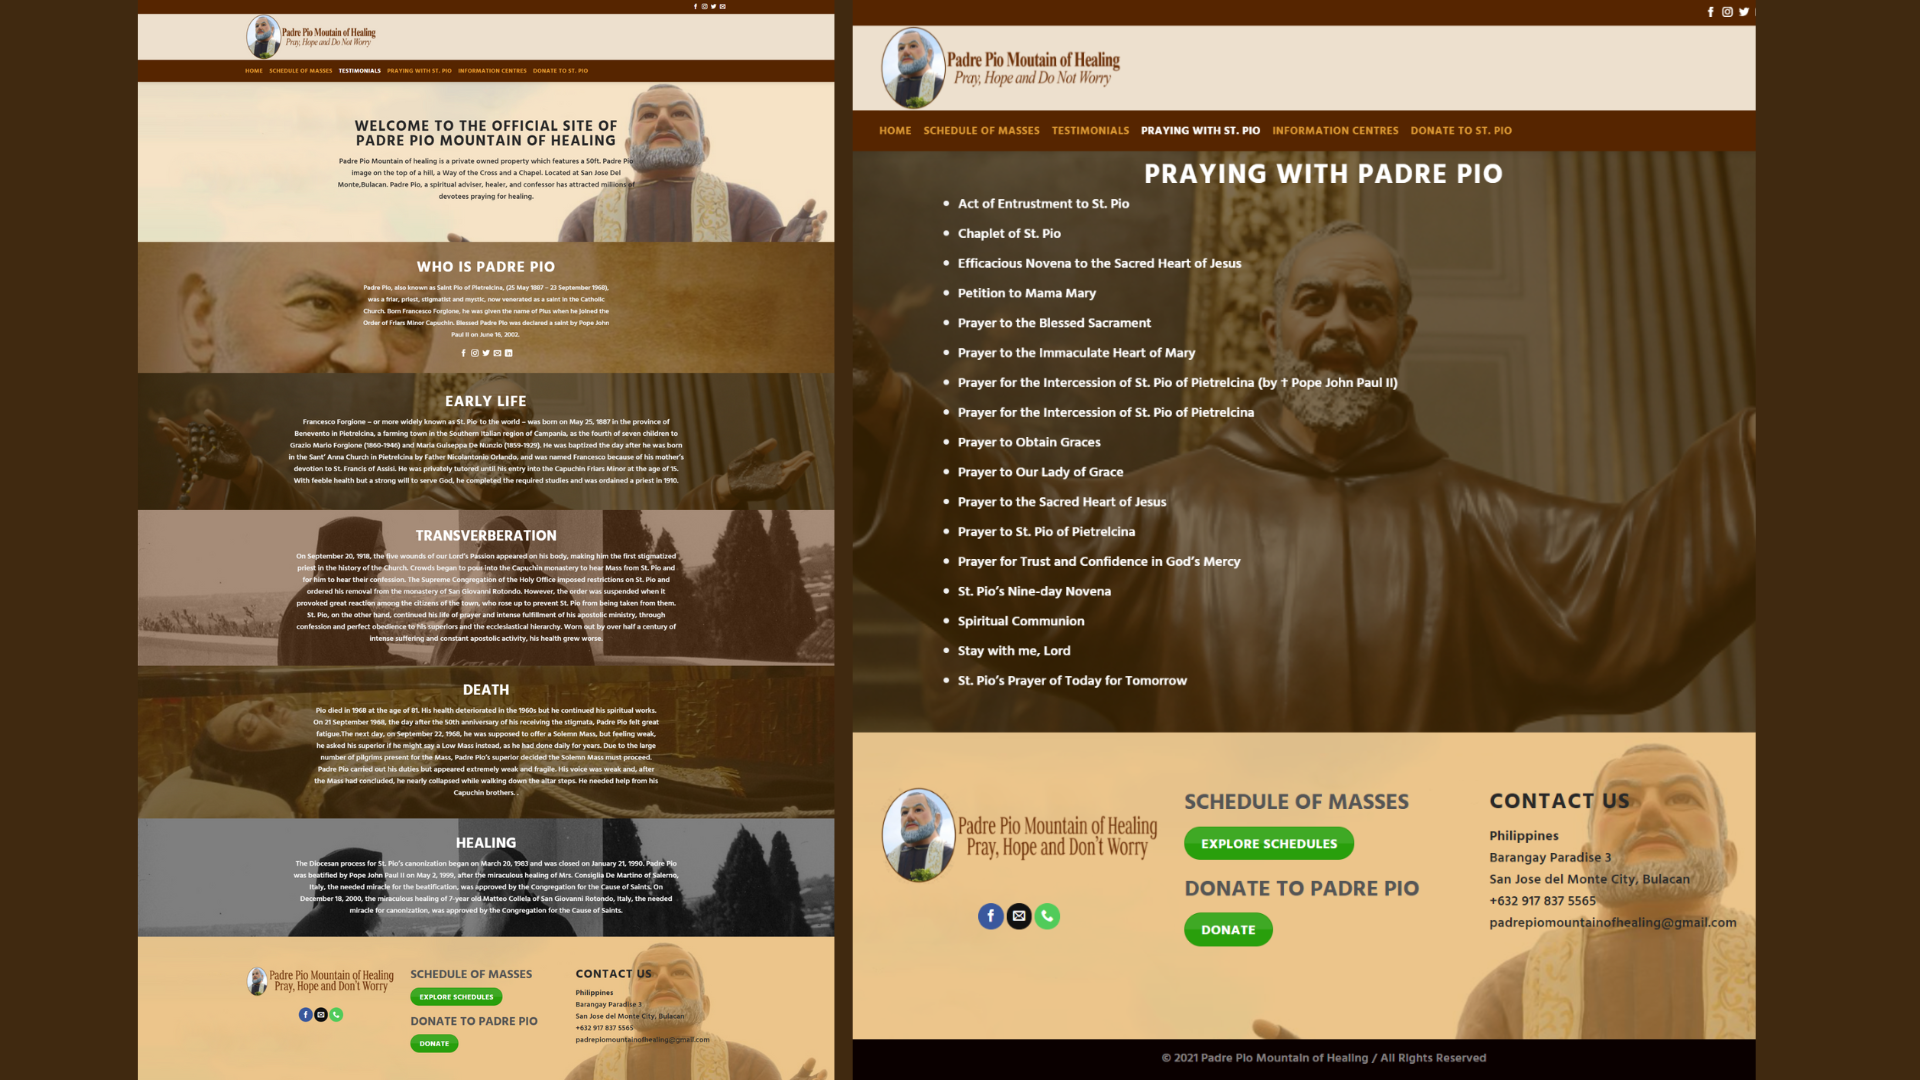 Padre Pio Moutain of Healing
Pray, Hope and Do Not Worry
HOME SCHEDULE OF MASSES TESTIMONIALS PRAYING WITH ST. PIO INFORMATION CENTRES DONATE TO ST. PIO
WELCOME TO THE OFFICIAL SITE OF
PADRE PIO MOUNTAIN OF HEALING
Padre Pio Mountain of healing is a private owned property which features a 50ft. Padre Pio
image on the top of a hill, a Way of the Cross and a Chapel. Located at San Jose Del
Monte,Bulacan. Padre Pio, a spiritual adviser, healer, and confessor has attracted millions of
devotees praying for healing.
WHO IS PADRE PIO
Padre Pio, also known as Saint Pio of Pietrelcina, (25 May 1887 – 23 September 1968),
was a friar, priest, stigmatist and mystic, now venerated as a saint in the Catholic
Church. Born Francesco Forgione, he was given the name of Pius when he joined the
Order of Friars Minor Capuchin. Blessed Padre Pio was declared a saint by Pope John
Paul II on June 16, 2002.
EARLY LIFE
Francesco Forgione – or more widely known as St. Pio to the world – was born on May 25, 1887 in the province of
Benevento in Pietrelcina, a farming town in the Southern Italian region of Campania, as the fourth of seven children to
Grazio Mario Forgione (1860-1946) and Maria Guiseppa De Nunzio (1859-1929). He was baptized the day after he was born
in the Sant' Anna Church in Pietrelcina by Father Nicolantonio Orlando, and was named Francesco because of his mother's
devotion to St. Francis of Assisi. He was privately tutored until his entry into the Capuchin Friars Minor at the age of 15.
With feeble health but a strong will to serve God, he completed the required studies and was ordained a priest in 1910.
TRANSVERBERATION
On September 20, 1918, the five wounds of our Lord's Passion appeared on his body, making him the first stigmatized
priest in the history of the Church. Crowds began to pour into the Capuchin monastery to hear Mass from St. Pio and
for him to hear their confession. The Supreme Congregation of the Holy Office imposed restrictions on St. Pio and
ordered his removal from the monastery of San Giovanni Rotondo. However, the order was suspended when it
provoked great reaction among the citizens of the town, who rose up to prevent St. Pio from being taken from them.
St. Pio, on the other hand, continued his life of prayer and intense fulfillment of his apostolic ministry, through
confession and perfect obedience to his superiors and the ecclesiastical hierarchy. Worn out by over half a century of
intense suffering and constant apostolic activity, his health grew worse.
DEATH
Pio died in 1968 at the age of 81. His health deteriorated in the 1960s but he continued his spiritual works.
On 21 September 1968, the day after the 50th anniversary of his receiving the stigmata, Padre Pio felt great
fatigue.The next day, on September 22, 1968, he was supposed to offer a Solemn Mass, but feeling weak,
he asked his superior if he might say a Low Mass instead, as he had done daily for years. Due to the large
number of pilgrims present for the Mass, Padre Pio's superior decided the Solemn Mass must proceed.
Padre Pio carried out his duties but appeared extremely weak and fragile. His voice was weak and, after
the Mass had concluded, he nearly collapsed while walking down the altar steps. He needed help from his
Capuchin brothers. .
HEALING
The Diocesan process for St. Pio's canonization began on March 20, 1983 and was closed on January 21, 1990. Padre Pio
was beatified by Pope John Paul II on May 2, 1999, after the miraculous healing of Mrs. Consiglia De Martino of Salerno,
Italy, the needed miracle for the beatification, was approved by the Congregation for the Cause of Saints. On
December 18, 2000, the miraculous healing of 7-year old Matteo Collela of San Giovanni Rotondo, Italy, the needed
miracle for canonization, was approved by the Congregation for the Cause of Saints.
Padre Pio Mountain of Healing
Pray, Hope and Don't Worry
SCHEDULE OF MASSES
EXPLORE SCHEDULES
DONATE TO PADRE PIO
DONATE
CONTACT US
Philippines
Barangay Paradise 3
San Jose del Monte City, Bulacan
+632 917 837 5565
padrepiomountainofhealing@gmail.com
Padre Pio Moutain of Healing
Pray, Hope and Do Not Worry
HOME SCHEDULE OF MASSES TESTIMONIALS PRAYING WITH ST. PIO INFORMATION CENTRES DONATE TO ST. PIO
PRAYING WITH PADRE PIO
Act of Entrustment to St. Pio
Chaplet of St. Pio
Efficacious Novena to the Sacred Heart of Jesus
Petition to Mama Mary
Prayer to the Blessed Sacrament
Prayer to the Immaculate Heart of Mary
Prayer for the Intercession of St. Pio of Pietrelcina (by † Pope John Paul II)
Prayer for the Intercession of St. Pio of Pietrelcina
Prayer to Obtain Graces
Prayer to Our Lady of Grace
Prayer to the Sacred Heart of Jesus
Prayer to St. Pio of Pietrelcina
Prayer for Trust and Confidence in God's Mercy
St. Pio's Nine-day Novena
Spiritual Communion
Stay with me, Lord
St. Pio's Prayer of Today for Tomorrow
Padre Pio Mountain of Healing
Pray, Hope and Don't Worry
SCHEDULE OF MASSES
EXPLORE SCHEDULES
DONATE TO PADRE PIO
DONATE
CONTACT US
Philippines
Barangay Paradise 3
San Jose del Monte City, Bulacan
+632 917 837 5565
padrepiomountainofhealing@gmail.com
© 2021 Padre Pio Mountain of Healing / All Rights Reserved